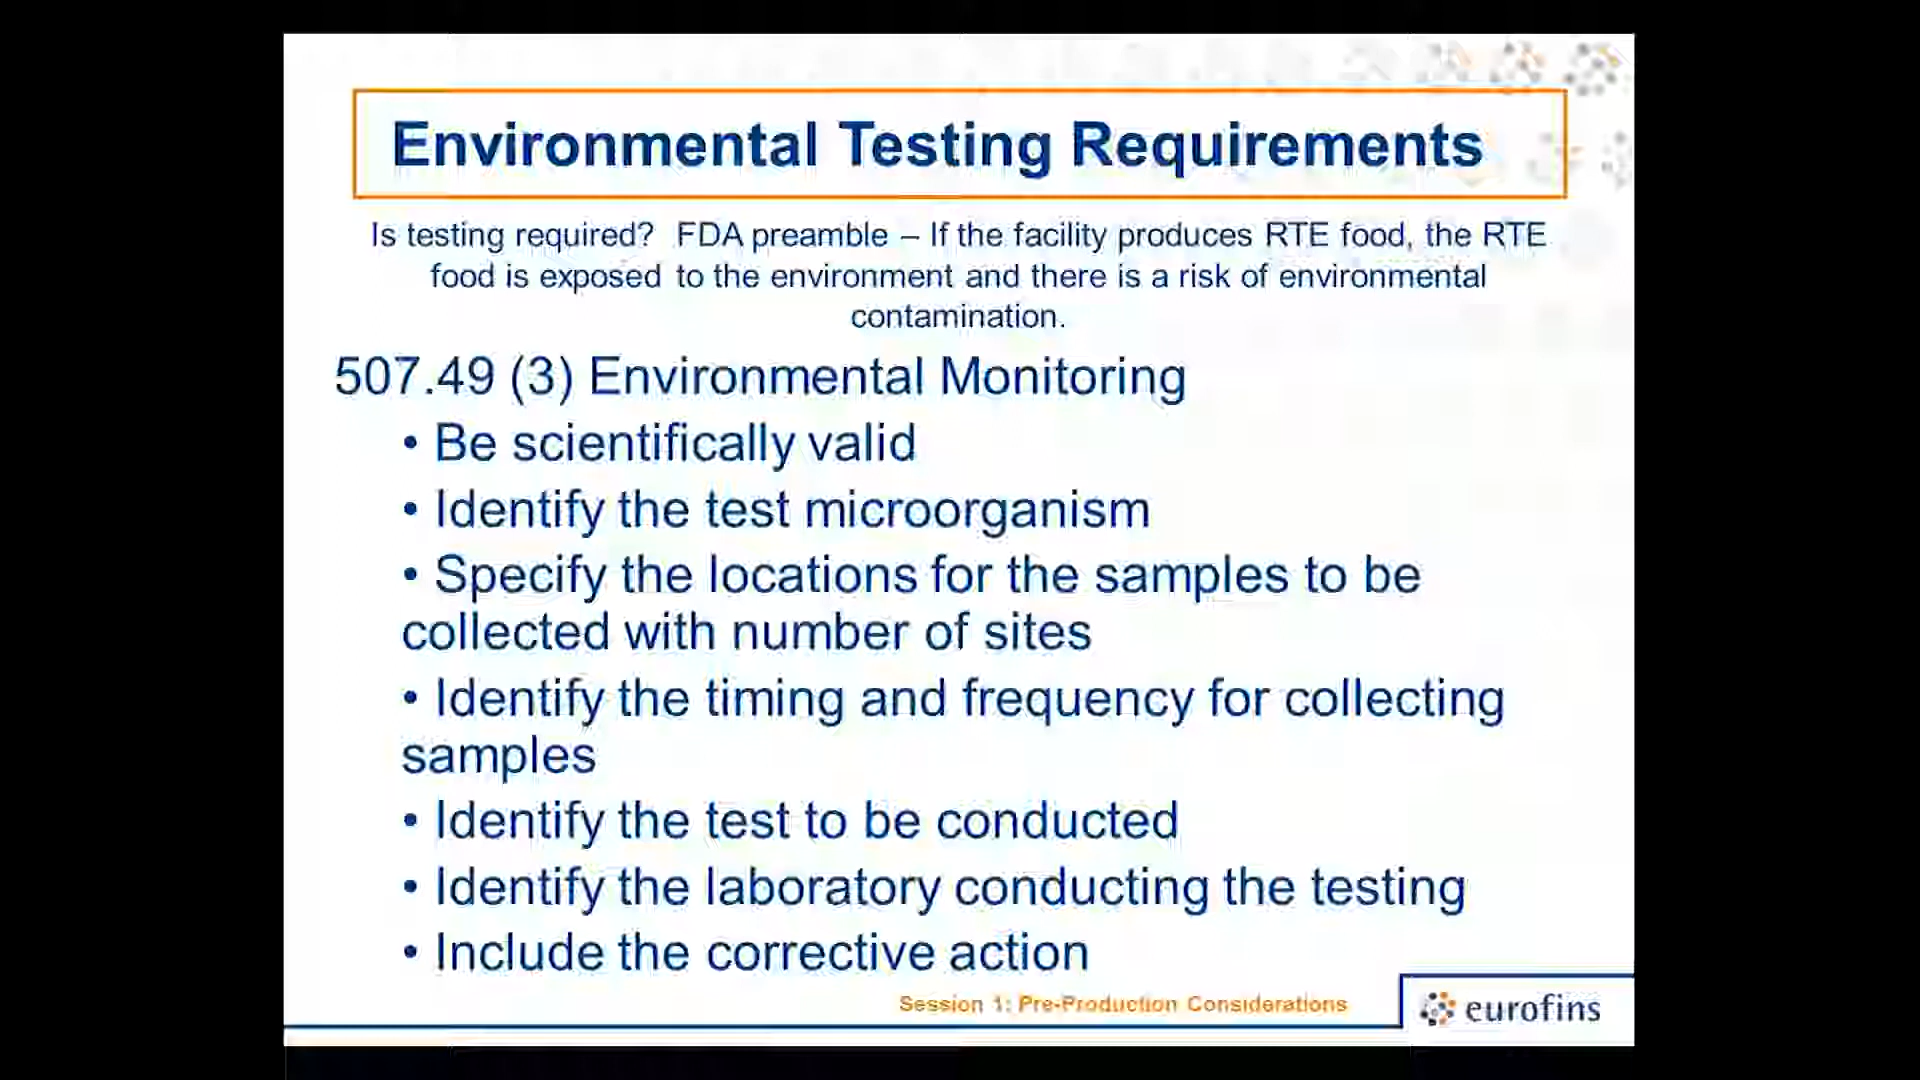 Environmental Testing Requirements
Is testing required? FDA preamble – If the facility produces RTE food, the RTE
food is exposed to the environment and there is a risk of environmental
contamination.
507.49 (3) Environmental Monitoring
• Be scientifically valid
• Identify the test microorganism
• Specify the locations for the samples to be
collected with number of sites
• Identify the timing and frequency for collecting
samples
• Identify the test to be conducted
• Identify the laboratory conducting the testing
• Include the corrective action
Session 1: Pre-Production Considerations
eurofins